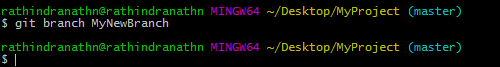 rathindranathn@rathindranathn MINGW64 ~/Desktop/MyProject (master)
$ git branch MyNewBranch
rathindranathn@rathindranathn MINGW64 ~/Desktop/MyProject (master)
$